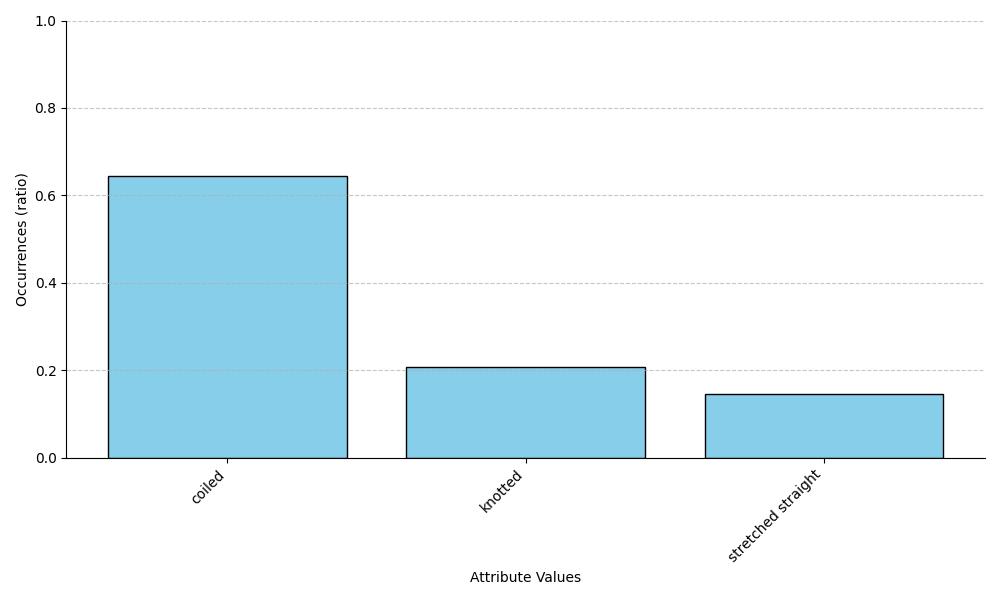 1.0
0.8
0.6
0.4
0.2
0.0
Occurrences (ratio)
coiled
knotted
stretched straight
Attribute Values